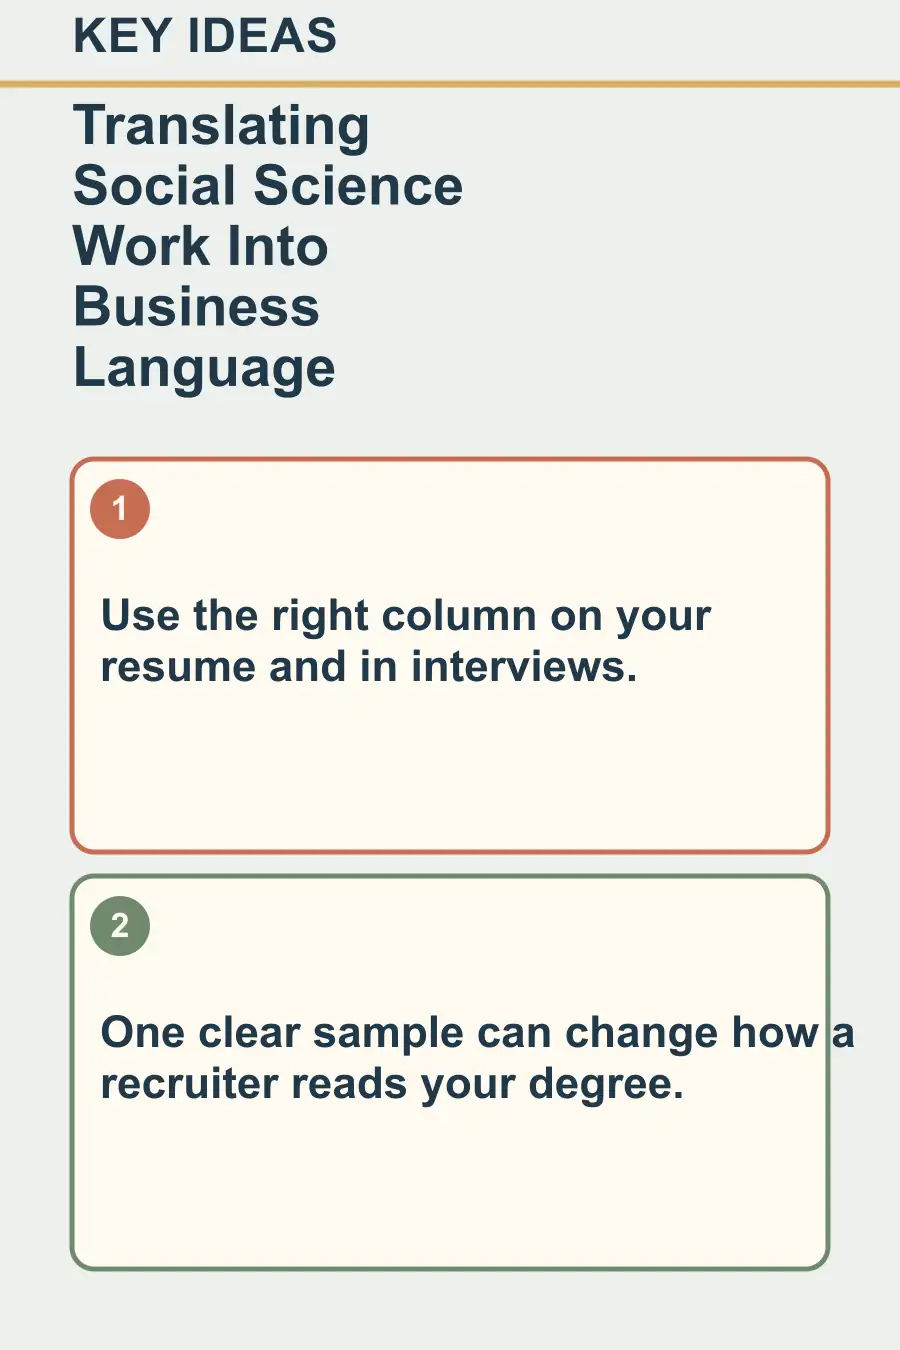 KEY IDEAS
Translating
Social Science
Work Into
Business
Language
1
Use the right column on your
resume and in interviews.
2
One clear sample can change how a
recruiter reads your degree.